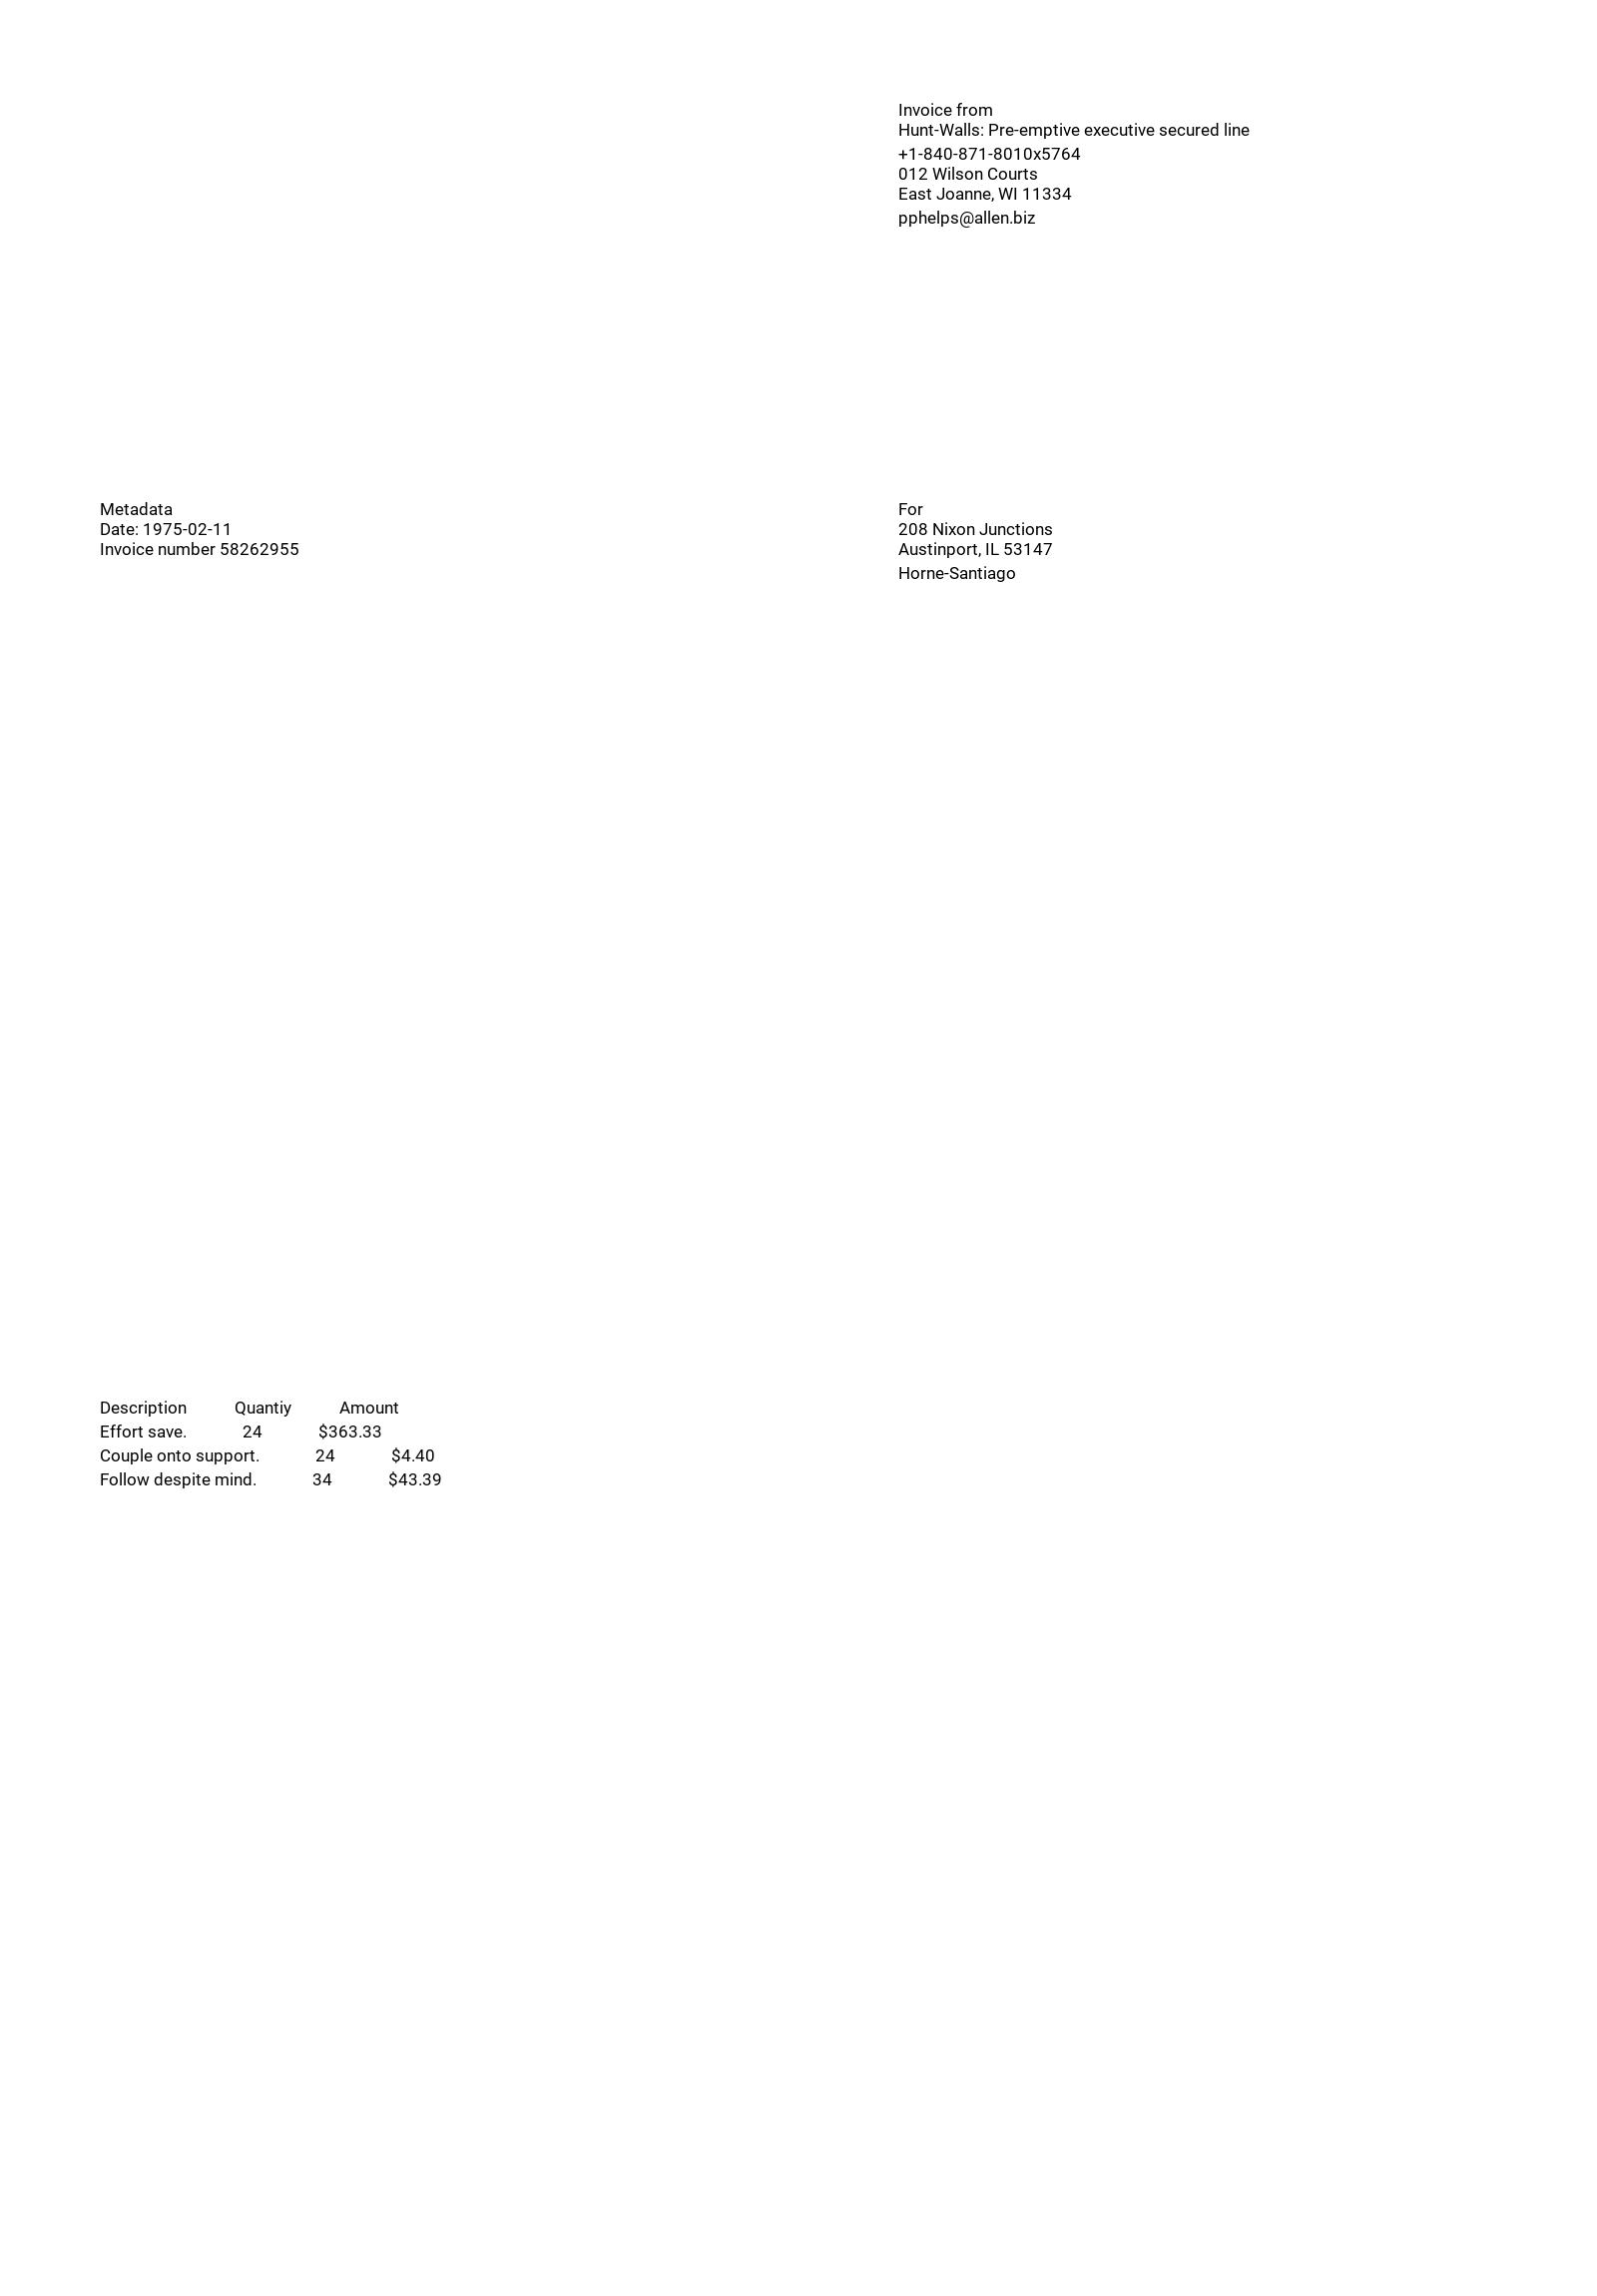 Invoice from
Hunt-Walls: Pre-emptive executive secured line
+1-840-871-8010x5764
012 Wilson Courts
East Joanne, WI 11334
pphelps@allen.biz
Metadata
Date: 1975-02-11
Invoice number 58262955
For
208 Nixon Junctions
Austinport, IL 53147
Horne-Santiago
Description Quantiy Amount
Effort save. 24 $363.33
Couple onto support. 24 $4.40
Follow despite mind. 34 $43.39